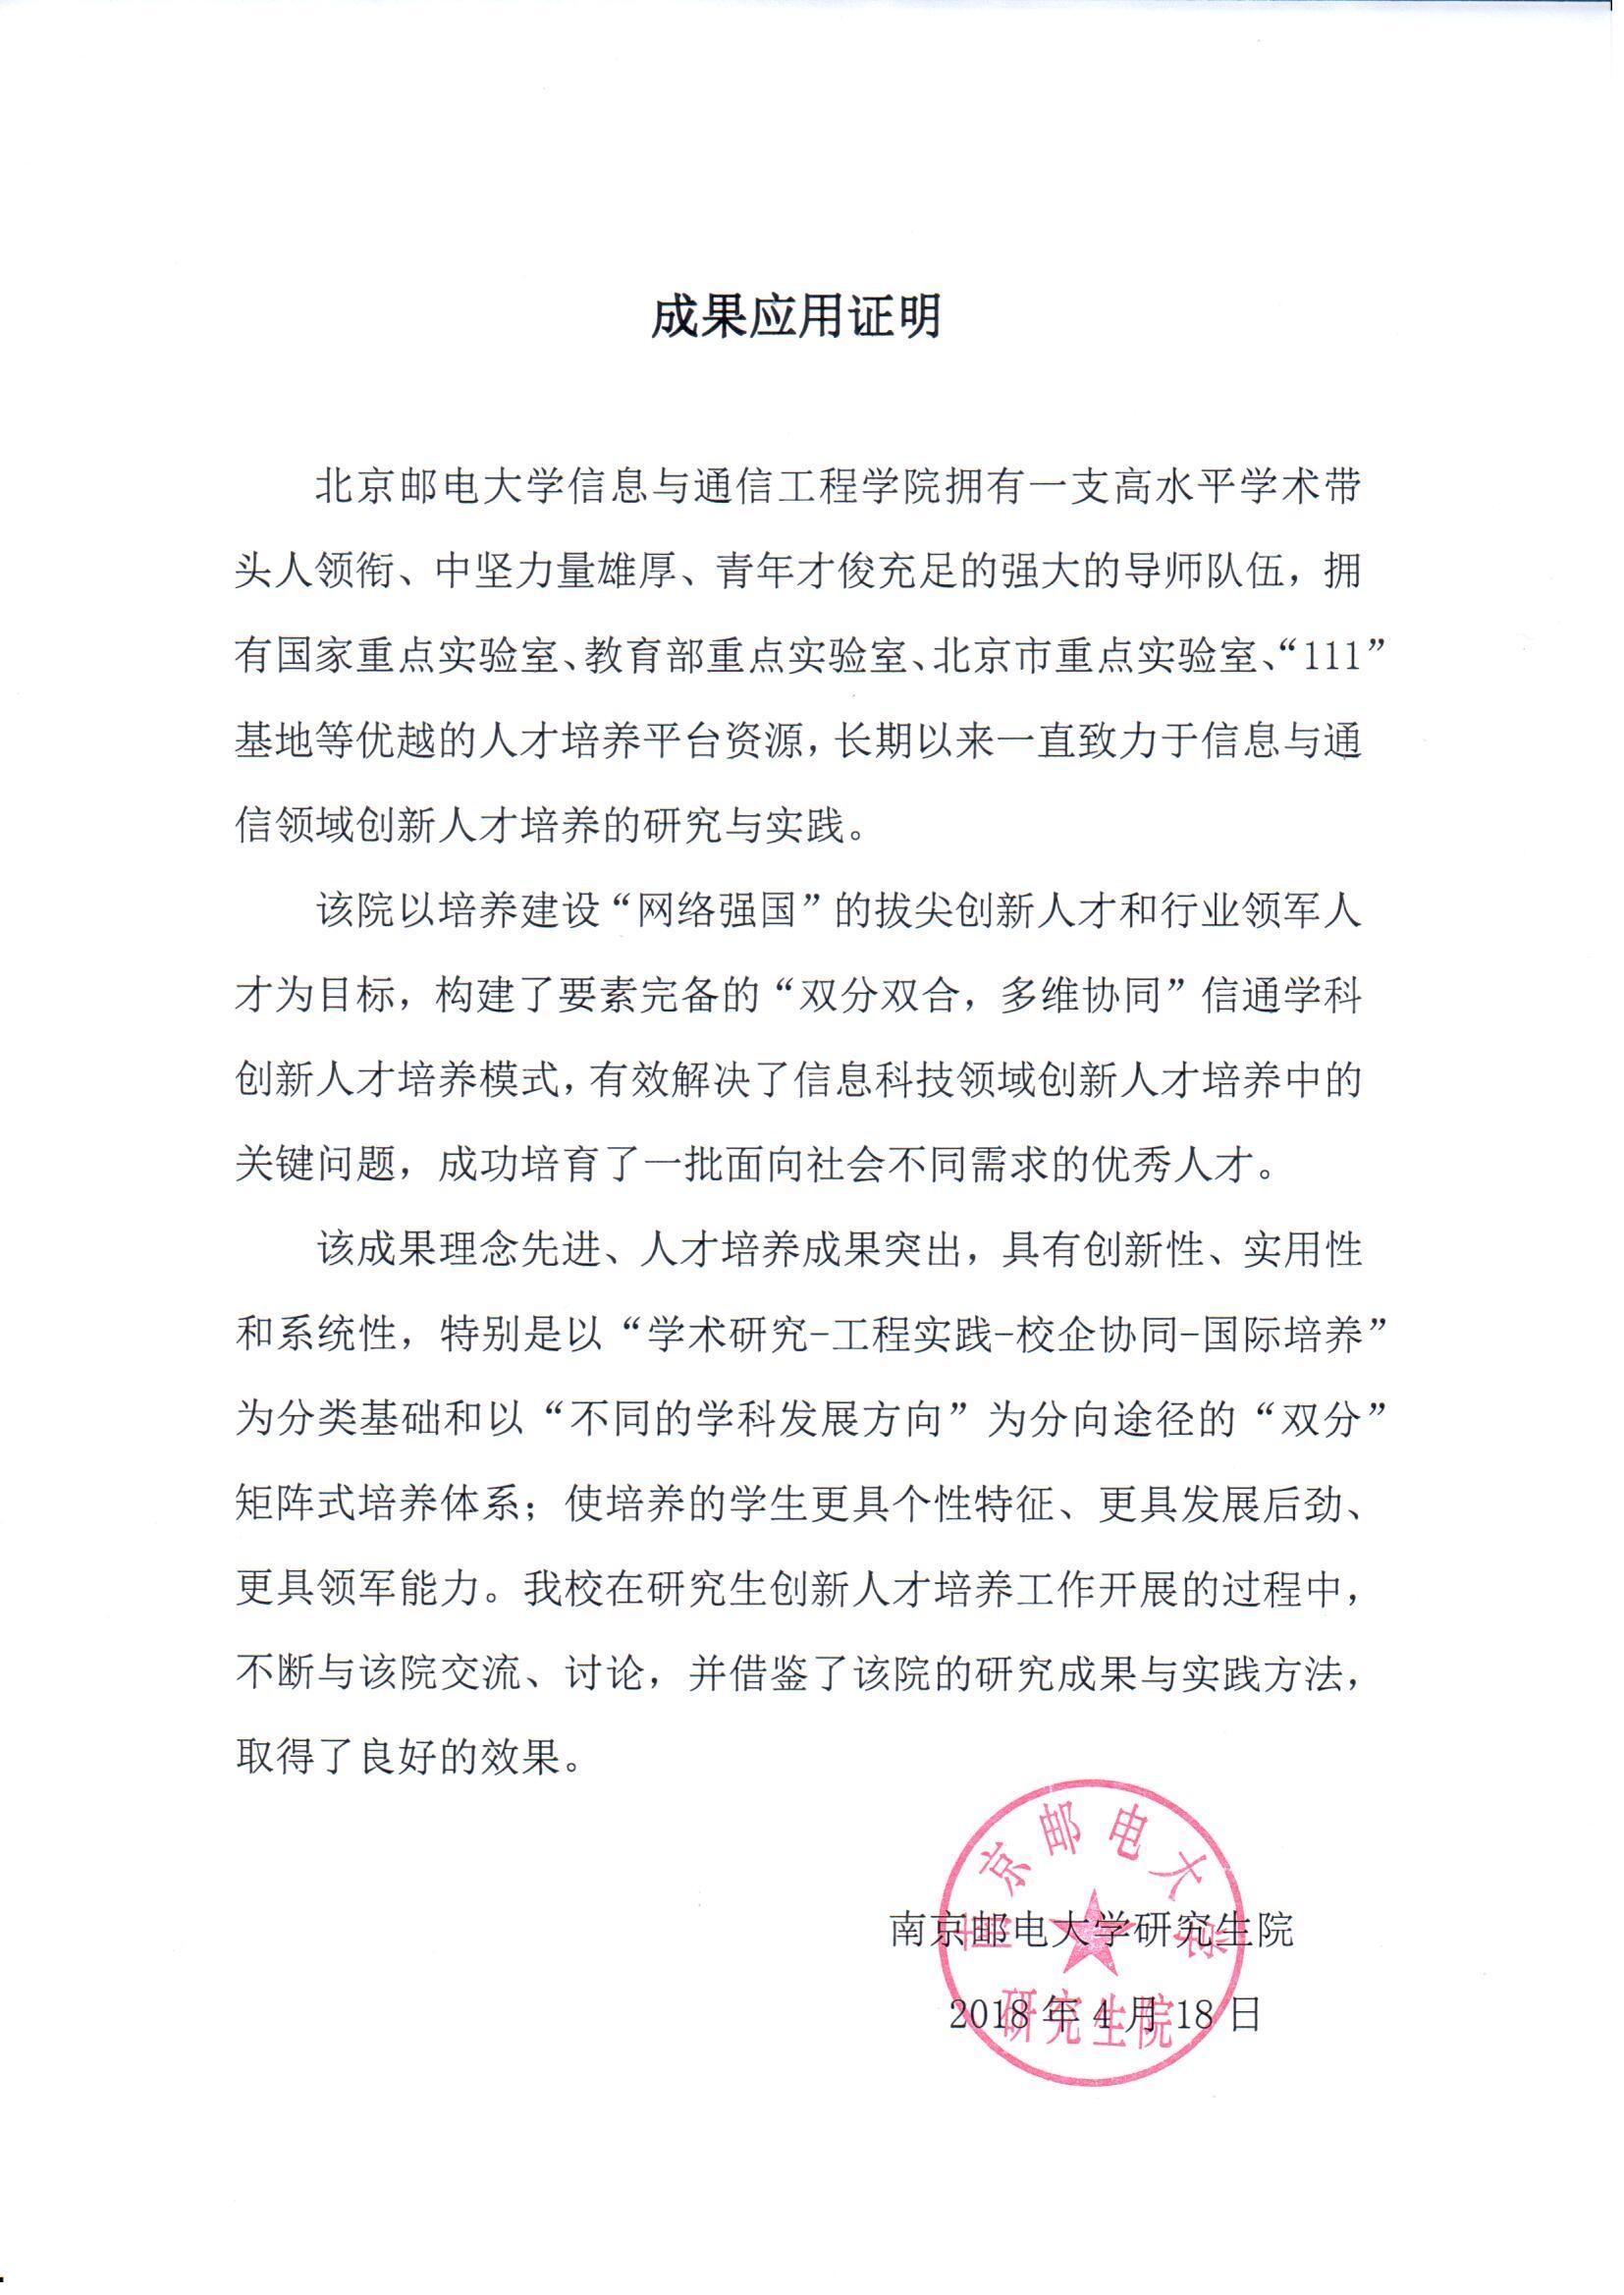 成果应用证明
北京邮电大学信息与通信工程学院拥有一支高水平学术带
头人领衔、中坚力量雄厚、青年才俊充足的强大的导师队伍，拥
有国家重点实验室、教育部重点实验室、北京市重点实验室、“111”
基地等优越的人才培养平台资源，长期以来一直致力于信息与通
信领域创新人才培养的研究与实践。
该院以培养建设“网络强国”的拔尖创新人才和行业领军人
才为目标，构建了要素完备的“双分双合，多维协同”信通学科
创新人才培养模式，有效解决了信息科技领域创新人才培养中的
关键问题，成功培育了一批面向社会不同需求的优秀人才。
该成果理念先进、人才培养成果突出，具有创新性、实用性
和系统性，特别是以“学术研究-工程实践-校企协同-国际培养”
为分类基础和以“不同的学科发展方向”为分向途径的“双分”
矩阵式培养体系；使培养的学生更具个性特征、更具发展后劲、
更具领军能力。我校在研究生创新人才培养工作开展的过程中，
不断与该院交流、讨论，并借鉴了该院的研究成果与实践方法，
取得了良好的效果。
南京邮电大学研究生院
2018年4月18日
南京邮电大学
研究生院